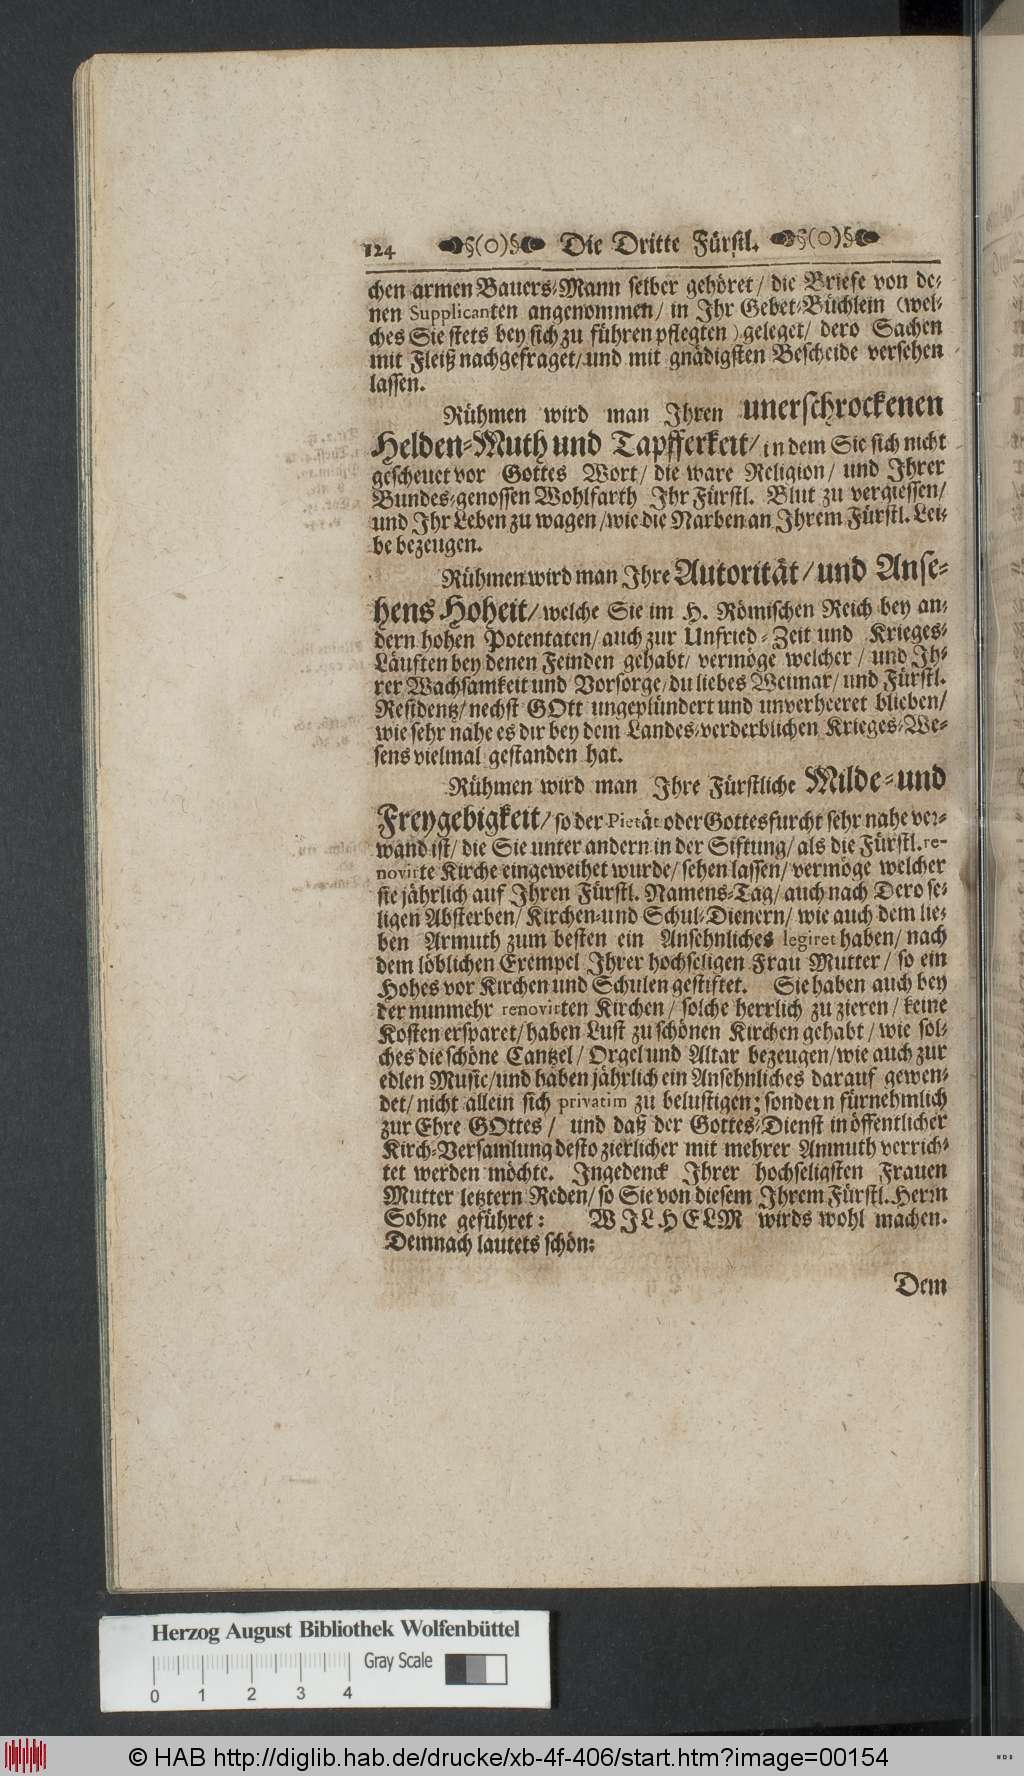 124 §(o)§ Die Dritte Fürstl. §(o)§
chen armen Bauers-Mann selber gehöret/ die Briefe von de-
nen Supplicanten angenommen/ in Ihr Gebet-Büchlein (wel-
ches Sie stets bey sich zu führen pflegten) geleget/ dero Sachen
mit Fleiß nachgefraget/ und mit gnädigsten Bescheide versehen
lassen.
Rühmen wird man Ihren unerschrockenen
Helden-Muth und Tapfferkeit/ in dem Sie sich nicht
gescheuet vor Gottes Wort/ die ware Religion/ und Ihrer
Bundes-genossen Wohlfarth Ihr Fürstl. Blut zu vergiessen/
und Ihr Leben zu wagen/ wie die Narben an Ihrem Fürstl. Lei-
be bezeugen.
Rühmen wird man Ihre Autorität/ und Anse-
hens Hoheit/ welche Sie im H. Römischen Reich bey an-
dern hohen Potentaten/ auch zur Unfried-Zeit und Krieges-
Läufften bey denen Feinden gehabt/ vermöge welcher/ und Ih-
rer Wachsamkeit und Vorsorge/ du liebes Weimar/ und Fürstl.
Residentz/ nechst GOtt ungeplündert und unverheeret blieben/
wie sehr nahe es dir bey dem Landes-verderblichen Krieges-We-
sens vielmal gestanden hat.
Rühmen wird man Ihre Fürstliche Milde- und
Freygebigkeit/ so der Pietät oder Gottesfurcht sehr nahe ver-
wand ist/ die Sie unter andern in der Stifftung/ als die Fürstl. re-
novirte Kirche eingeweihet wurde/ sehen lassen/ vermöge welcher
sie jährlich auf Ihren Fürstl. Namens-Tag/ auch nach Dero se-
ligen Absterben/ Kirchen- und Schul-Dienern/ wie auch dem lie-
ben Armuth zum besten ein Ansehnliches legiret haben/ nach
dem löblichen Exempel Ihrer hochseligen Frau Mutter/ so ein
Hohes vor Kirchen und Schulen gestiftet. Sie haben auch bey
der nunmehr renovirten Kirchen/ solche herrlich zu zieren/ keine
Kosten ersparet/ haben Lust zu schönen Kirchen gehabt/ wie sol-
ches die schöne Cantzel/ Orgel und Altar bezeugen/ wie auch zur
edlen Music/ und haben jährlich ein Ansehnliches darauf gewen-
det/ nicht allein sich privatim zu belustigen; sondern fürnehmlich
zur Ehre GOttes/ und daß der Gottes-Dienst in öffentlicher
Kirch-Versamlung desto zierlicher mit mehrer Anmuth verrich-
tet werden möchte. Ingedenck Ihrer hochseligsten Frauen
Mutter letztern Reden/ so Sie von diesem Ihrem Fürstl. Herrn
Sohne geführet: WILHELM wirds wohl machen.
Demnach lautets schön:
Dem
Herzog August Bibliothek Wolfenbüttel
Gray Scale
0 1 2 3 4
© HAB http://diglib.hab.de/drucke/xb-4f-406/start.htm?image=00154